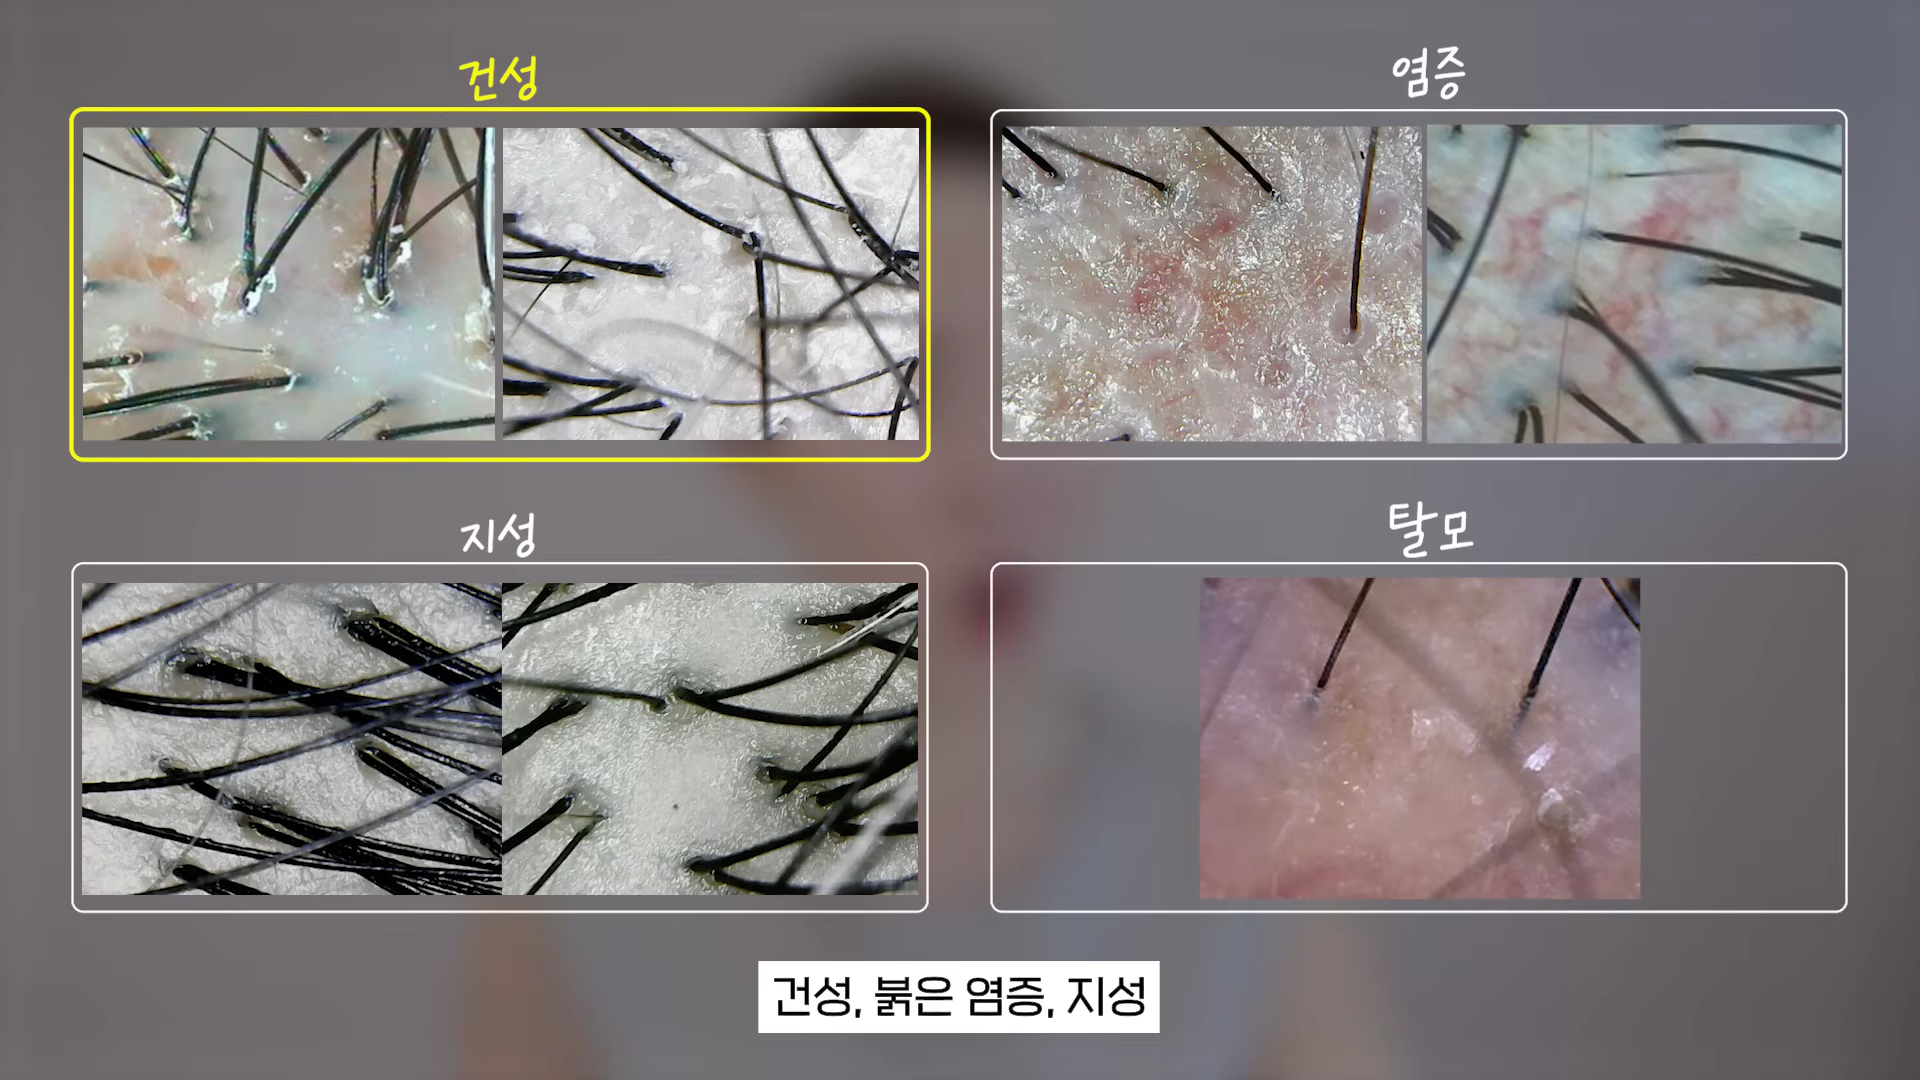 건성
염증
지성
탈모
건성, 붉은 염증, 지성